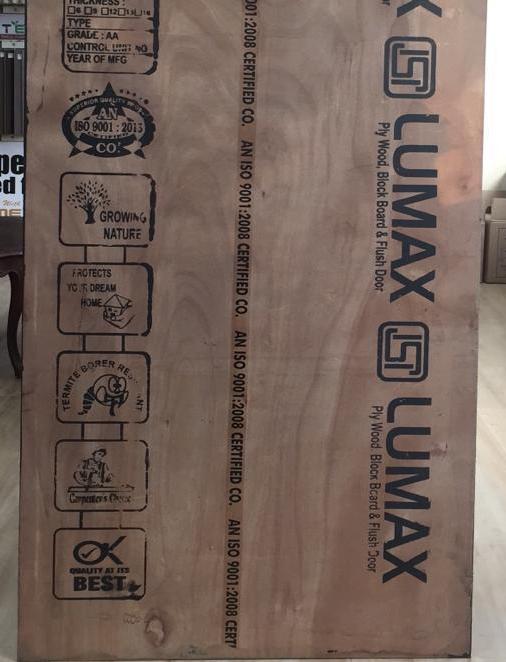 THICKNESS :
TYPE
GRADE : AA
CONTROL UNIT NO
YEAR OF MFG
SUPERIOR QUALITY
AN
ISO 9001 : 2013
CO.
GROWING
NATURE
PROTECTS
YOUR DREAM
HOME
TERMITE BORER RESISTANT
Carpenter's Choice
OK
QUALITY AT ITS
BEST
001:2008 CERTIFIED CO.
AN ISO 9001:2008 CERTIFIED CO.
AN ISO 9001:2008 CERTIFIED CO.
AN ISO 9001:2008 CERT
X
LUMAX
Ply Wood, Block Board & Flush Door
LUMAX
Ply Wood, Block Board & Flush Door